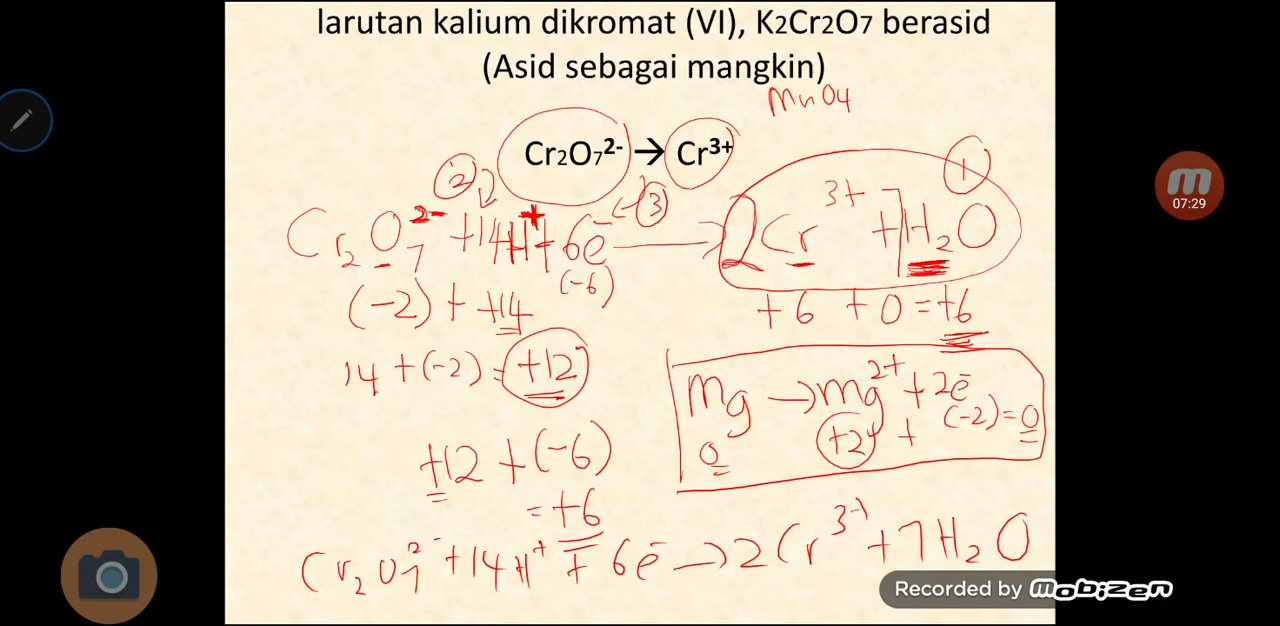 larutan kalium dikromat (VI), K2Cr2O7 berasid
(Asid sebagai mangkin)
MnO4
Cr2O7²⁻ → Cr³⁺
② ③ ①
Cr2O7²⁻ + 14H⁺ + 6e⁻ → 2Cr³⁺ + 7H2O
(-6)
(-2) + +14
+6 + 0 = +6
14 + (-2) = +12
Mg → Mg²⁺ + 2e⁻
0 +2 + (-2) = 0
+12 + (-6)
= +6
Cr2O7²⁻ + 14H⁺ + 6e⁻ → 2Cr³⁺ + 7H2O
07:29
Recorded by mobizen